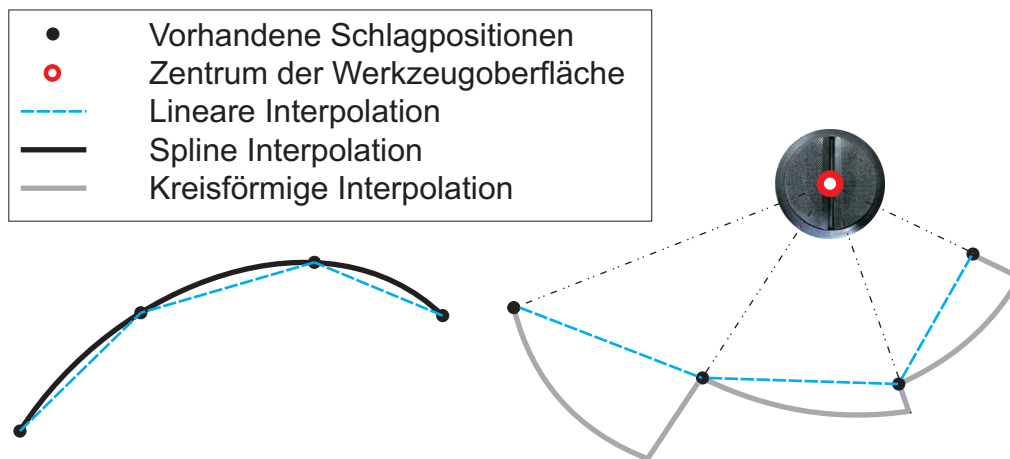 Vorhandene Schlagpositionen
Zentrum der Werkzeugoberfläche
Lineare Interpolation
Spline Interpolation
Kreisförmige Interpolation